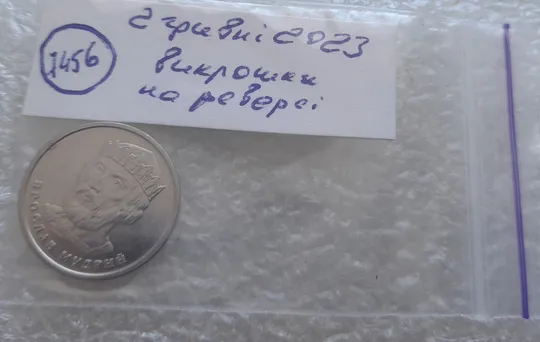 1456
2 гривні 2023
викрошки
на реверсі
ЯРОСЛАВ МУДРИЙ